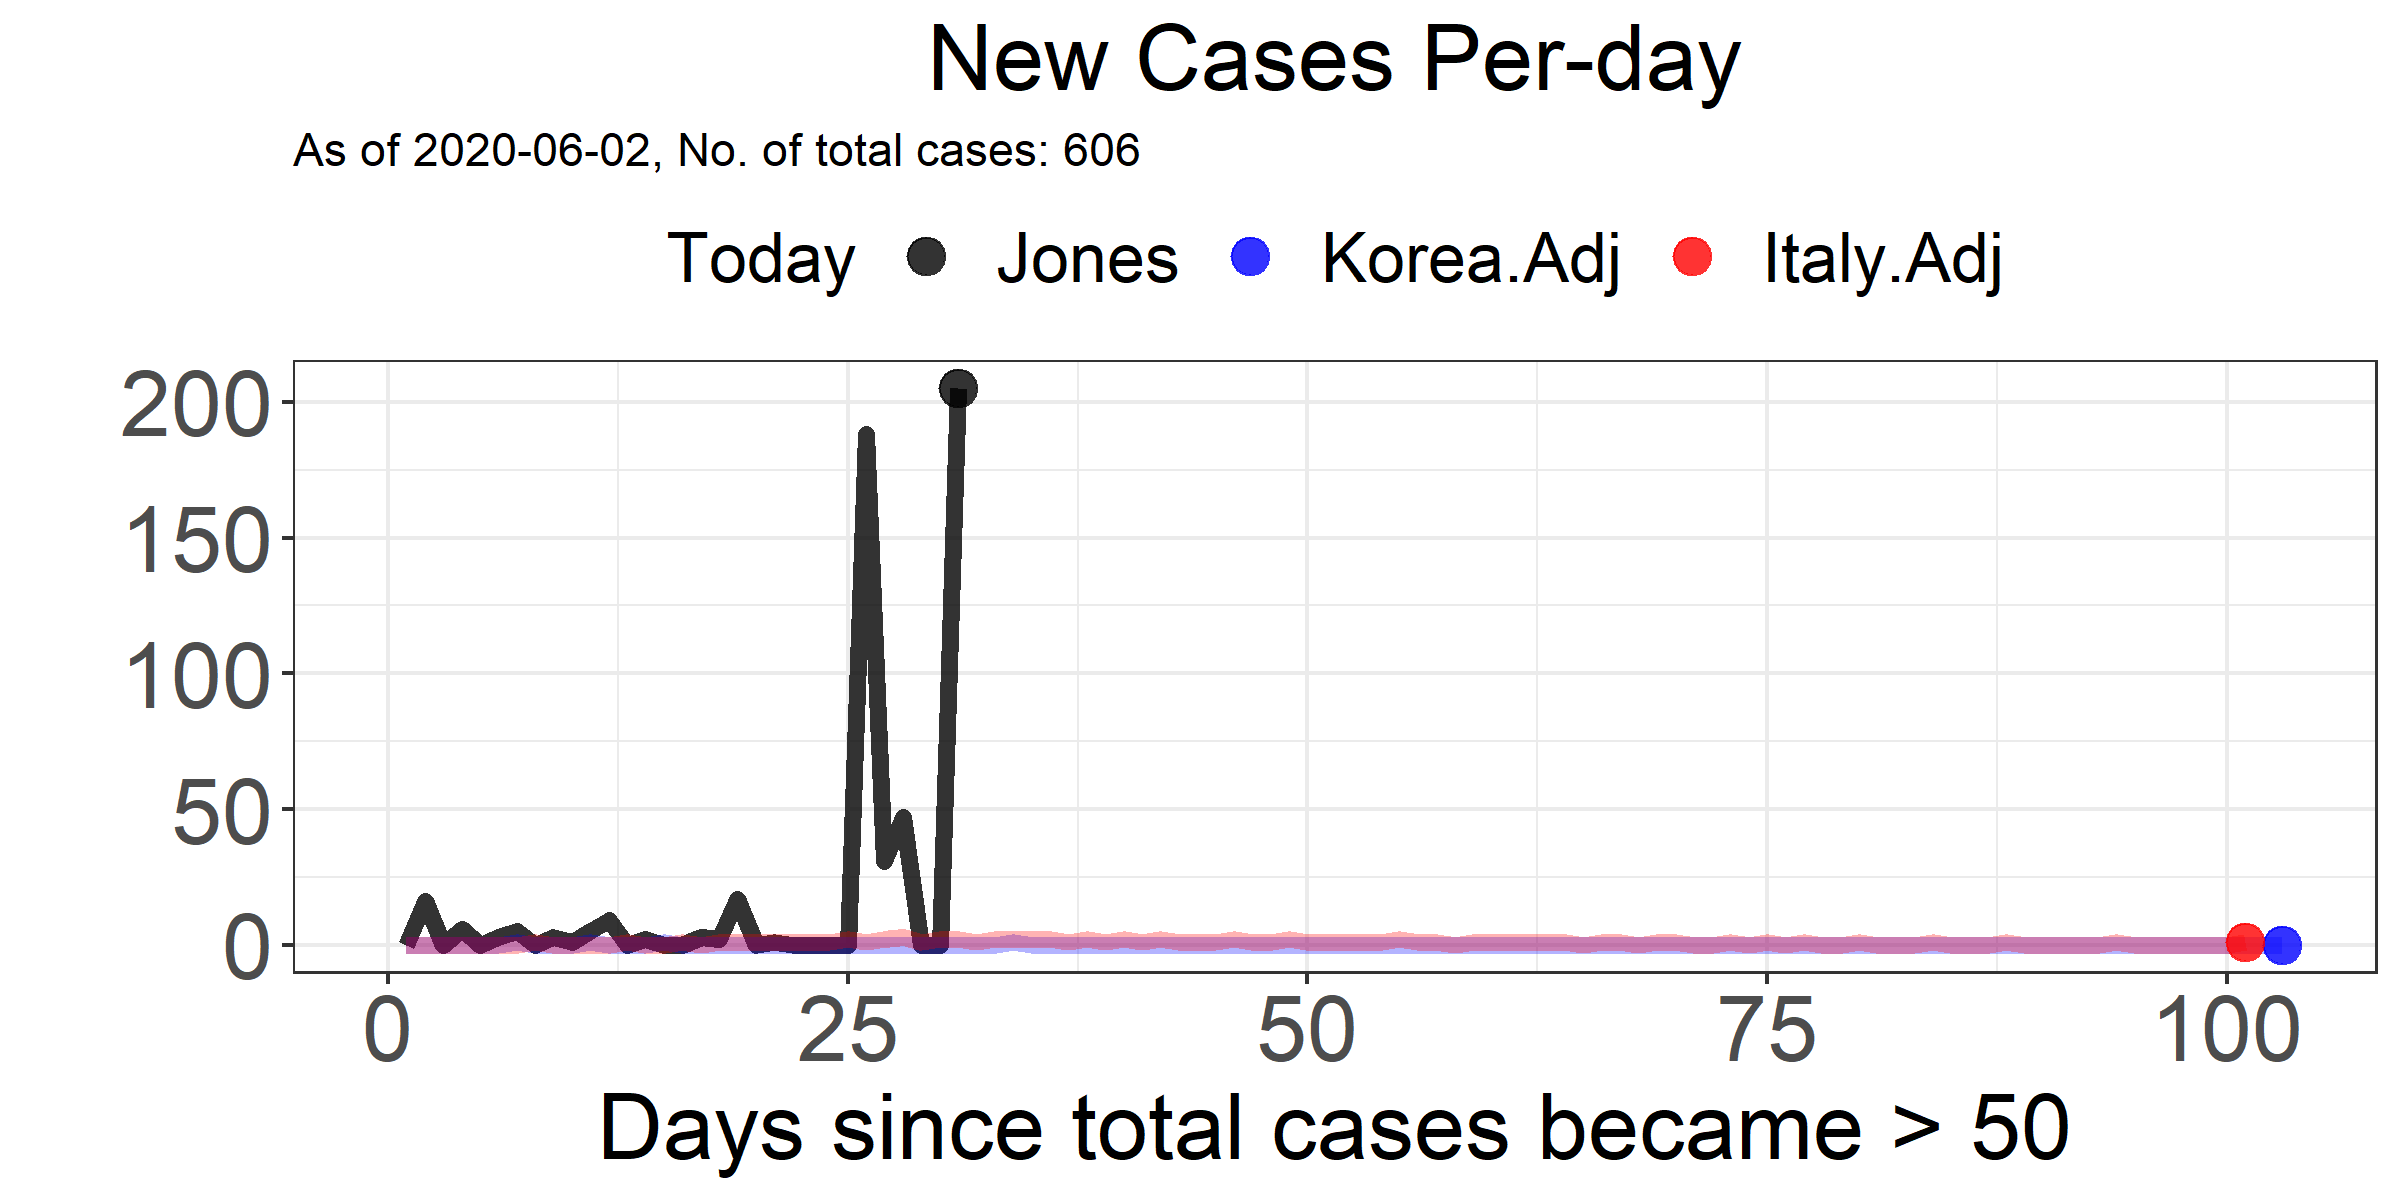 New Cases Per-day
As of 2020-06-02, No. of total cases: 606
Today Jones Korea.Adj Italy.Adj
200
150
100
50
0
0 25 50 75 100
Days since total cases became > 50